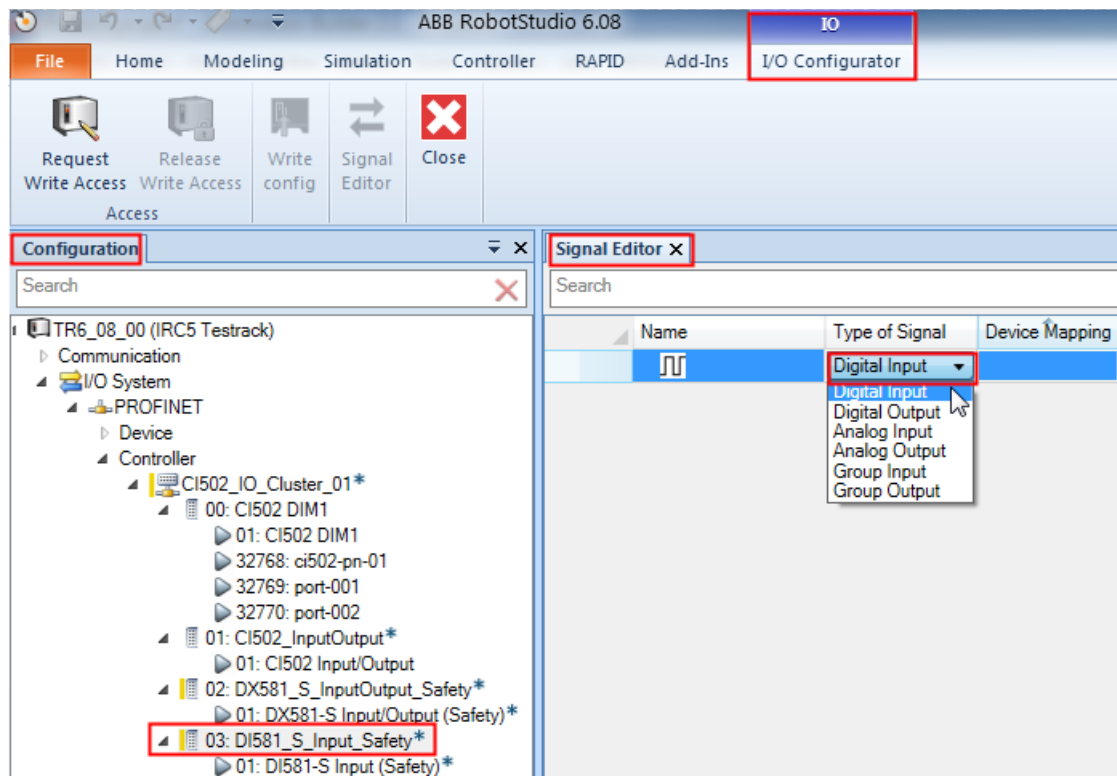 ABB RobotStudio 6.08
IO
File Home Modeling Simulation Controller RAPID Add-Ins I/O Configurator
Request Write Access
Release Write Access
Write config
Signal Editor
Close
Access
Configuration
Search
TR6_08_00 (IRC5 Testrack)
Communication
I/O System
PROFINET
Device
Controller
CI502_IO_Cluster_01*
00: CI502 DIM1
01: CI502 DIM1
32768: ci502-pn-01
32769: port-001
32770: port-002
01: CI502_InputOutput*
01: CI502 Input/Output
02: DX581_S_InputOutput_Safety*
01: DX581-S Input/Output (Safety)*
03: DI581_S_Input_Safety*
01: DI581-S Input (Safety)*
Signal Editor
Search
Name Type of Signal Device Mapping
Digital Input
Digital Input
Digital Output
Analog Input
Analog Output
Group Input
Group Output